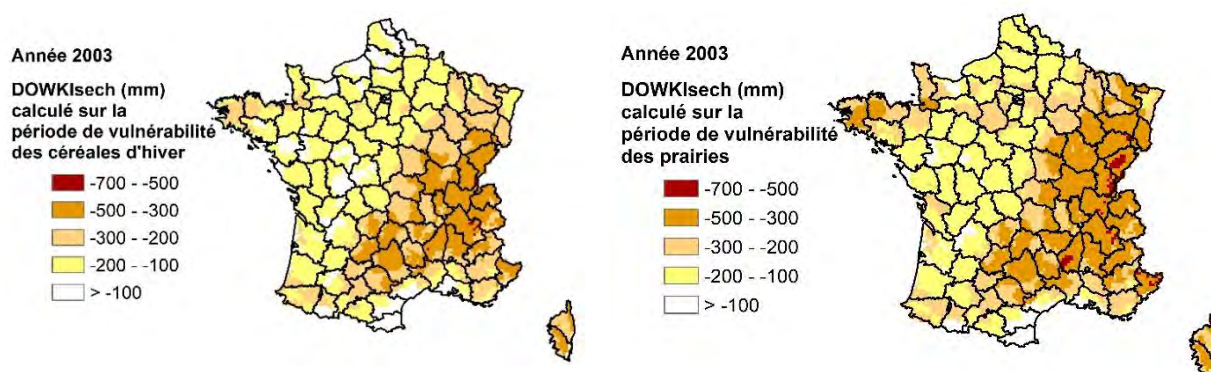 Année 2003
DOWKIsech (mm)
calculé sur la
période de vulnérabilité
des céréales d'hiver
-700 - -500
-500 - -300
-300 - -200
-200 - -100
> -100
Année 2003
DOWKIsech (mm)
calculé sur la
période de vulnérabilité
des prairies
-700 - -500
-500 - -300
-300 - -200
-200 - -100
> -100